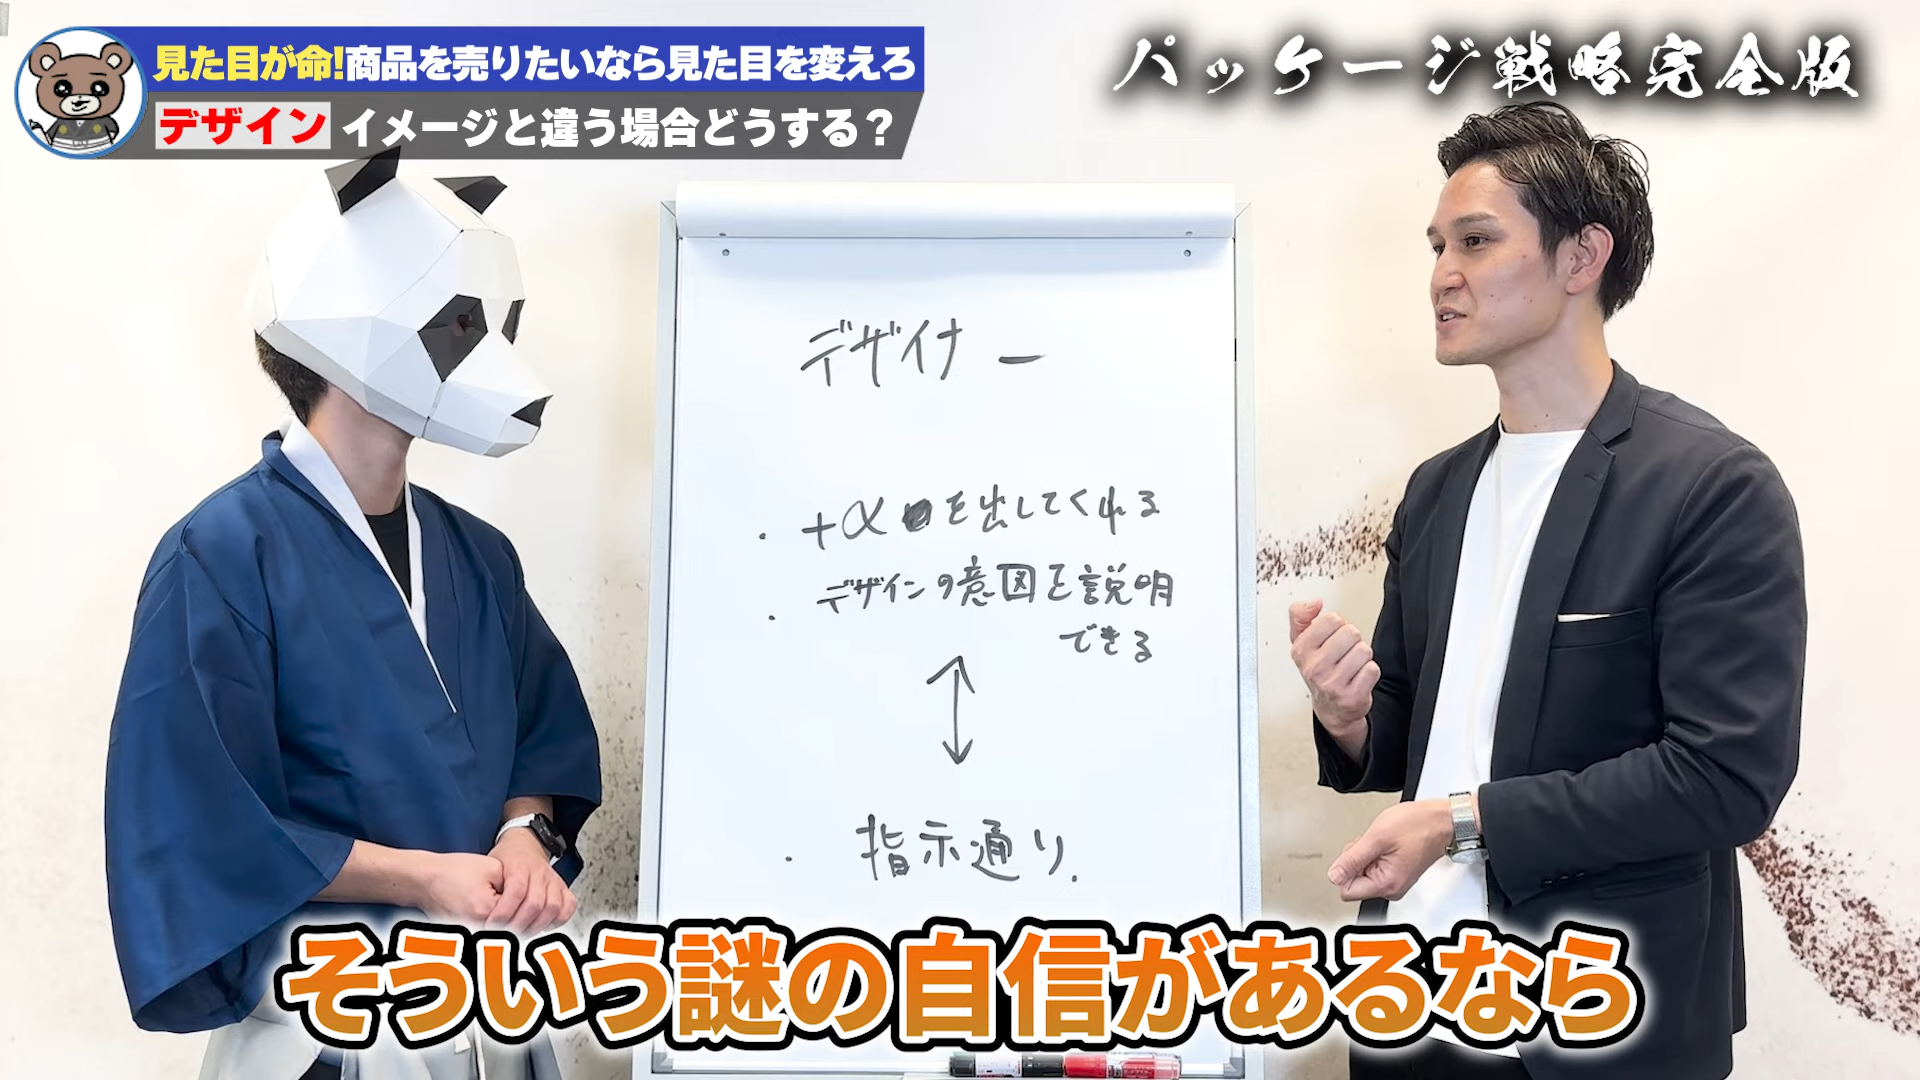 見た目が命!商品を売りたいなら見た目を変えろ
デザイン イメージと違う場合どうする？
パッケージ戦略完全版
デザイナー
・ +α を出してくれる
・ デザインの意図を説明
できる
・ 指示通り.
そういう謎の自信があるなら